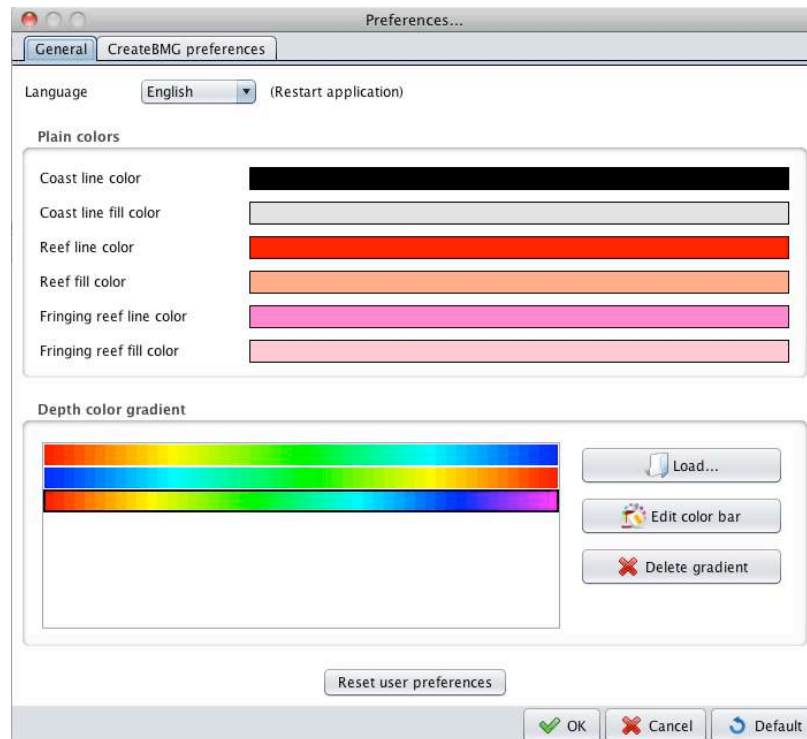 Preferences...
General CreateBMG preferences
Language English (Restart application)
Plain colors
Coast line color
Coast line fill color
Reef line color
Reef fill color
Fringing reef line color
Fringing reef fill color
Depth color gradient
Load...
Edit color bar
Delete gradient
Reset user preferences
OK Cancel Default